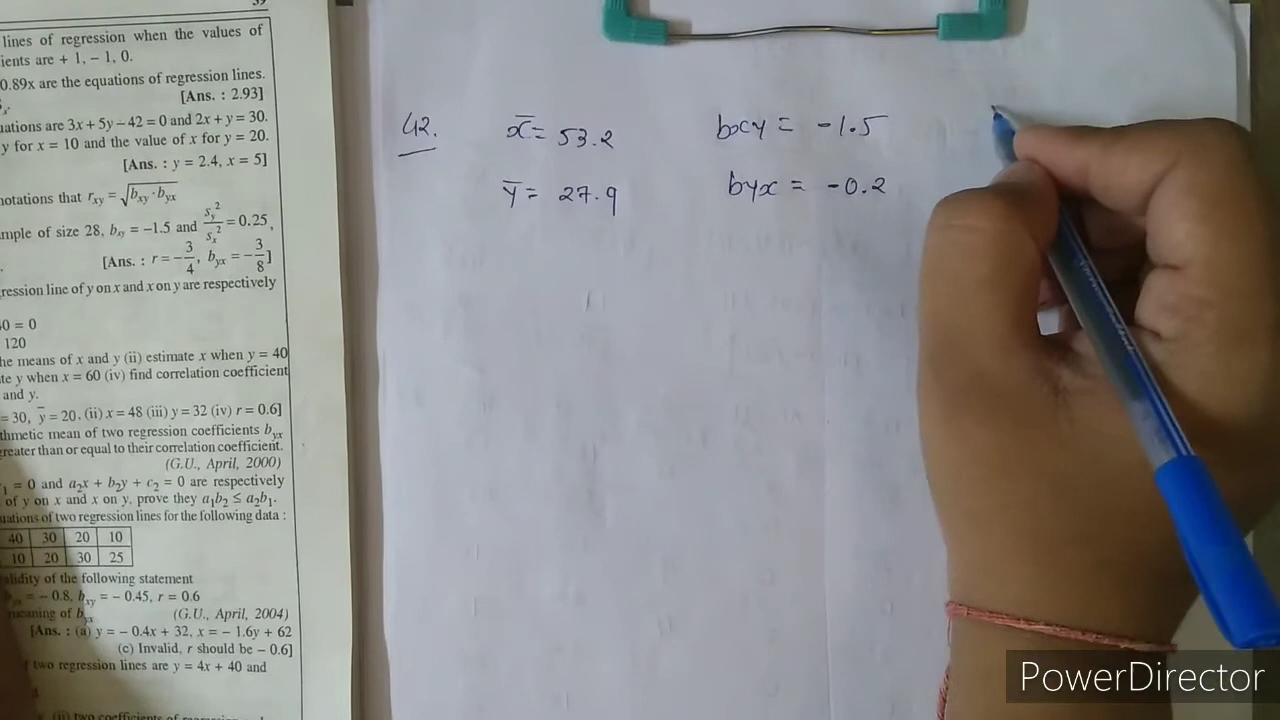 39
lines of regression when the values of
ients are + 1, – 1, 0.
0.89x are the equations of regression lines.
[Ans. : 2.93]
uations are 3x + 5y – 42 = 0 and 2x + y = 30.
y for x = 10 and the value of x for y = 20.
[Ans. : y = 2.4, x = 5]
notations that r_xy = √(b_xy · b_yx)
mple of size 28, b_xy = –1.5 and s_y²/s_x² = 0.25,
[Ans. : r = –3/4, b_yx = –3/8]
ression line of y on x and x on y are respectively
40 = 0
120
he means of x and y (ii) estimate x when y = 40
te y when x = 60 (iv) find correlation coefficient
and y.
= 30, ȳ = 20. (ii) x = 48 (iii) y = 32 (iv) r = 0.6]
thmetic mean of two regression coefficients b_yx
greater than or equal to their correlation coefficient.
(G.U., April, 2000)
₁ = 0 and a₂x + b₂y + c₂ = 0 are respectively
of y on x and x on y, prove they a₁b₂ ≤ a₂b₁.
uations of two regression lines for the following data :
40 30 20 10
10 20 30 25
alidity of the following statement
= – 0.8, b_xy = – 0.45, r = 0.6
meaning of b_yx (G.U., April, 2004)
[Ans. : (a) y = – 0.4x + 32, x = – 1.6y + 62
(c) Invalid, r should be – 0.6]
two regression lines are y = 4x + 40 and
(ii) two coefficients of
42. x̄ = 53.2 bxy = -1.5
ȳ = 27.9 byx = -0.2
PowerDirector